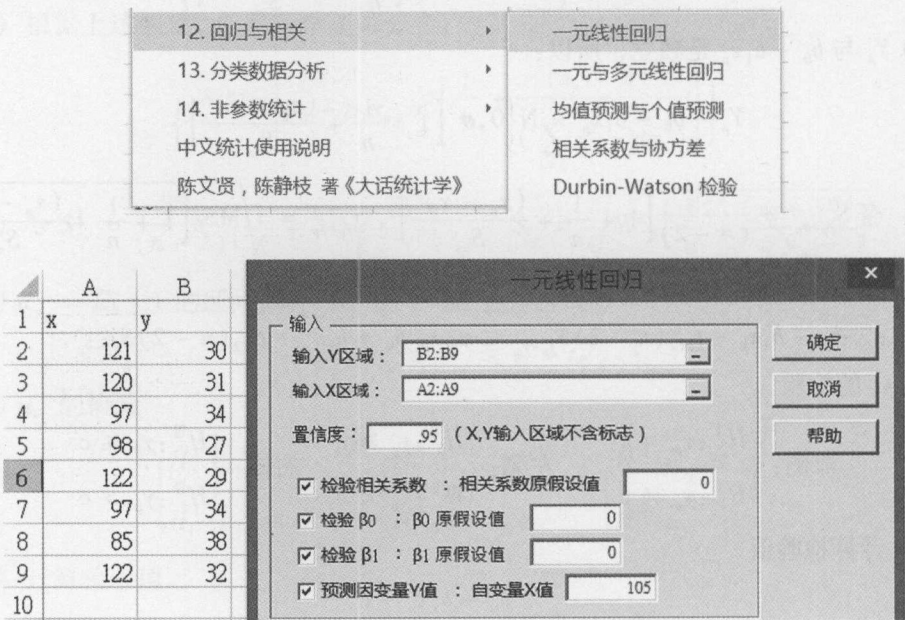 12. 回归与相关
一元线性回归
13. 分类数据分析
一元与多元线性回归
14. 非参数统计
均值预测与个值预测
中文统计使用说明
相关系数与协方差
陈文贤，陈静枝 著《大话统计学》
Durbin-Watson 检验
A B
1 x y
2 121 30
3 120 31
4 97 34
5 98 27
6 122 29
7 97 34
8 85 38
9 122 32
10
一元线性回归
×
输入
输入Y区域： B2:B9
输入X区域： A2:A9
置信度： .95 （X,Y输入区域不含标志）
检验相关系数 ：相关系数原假设值 0
检验 β0 ： β0 原假设值 0
检验 β1 ： β1 原假设值 0
预测因变量Y值 ：自变量X值 105
确定
取消
帮助